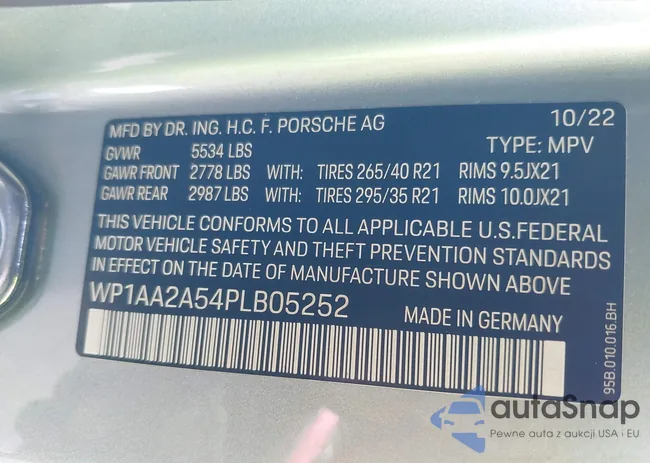 MFD BY DR. ING. H.C. F. PORSCHE AG 10/22
GVWR 5534 LBS TYPE: MPV
GAWR FRONT 2778 LBS WITH: TIRES 265/40 R21 RIMS 9.5JX21
GAWR REAR 2987 LBS WITH: TIRES 295/35 R21 RIMS 10.0JX21
THIS VEHICLE CONFORMS TO ALL APPLICABLE U.S.FEDERAL
MOTOR VEHICLE SAFETY AND THEFT PREVENTION STANDARDS
IN EFFECT ON THE DATE OF MANUFACTURE SHOWN ABOVE
WP1AA2A54PLB05252 MADE IN GERMANY
95B.010.016.BH
autoSnap
Pewne auta z aukcji USA i EU